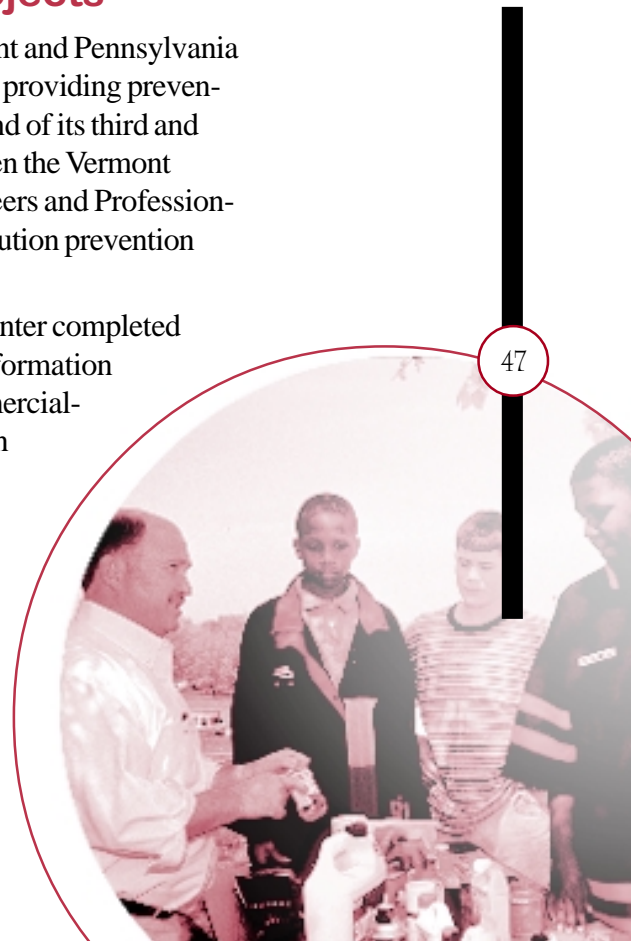 nt and Pennsylvania
providing preven-
nd of its third and
en the Vermont
eers and Profession-
ution prevention
nter completed
formation
nercial-
n
47